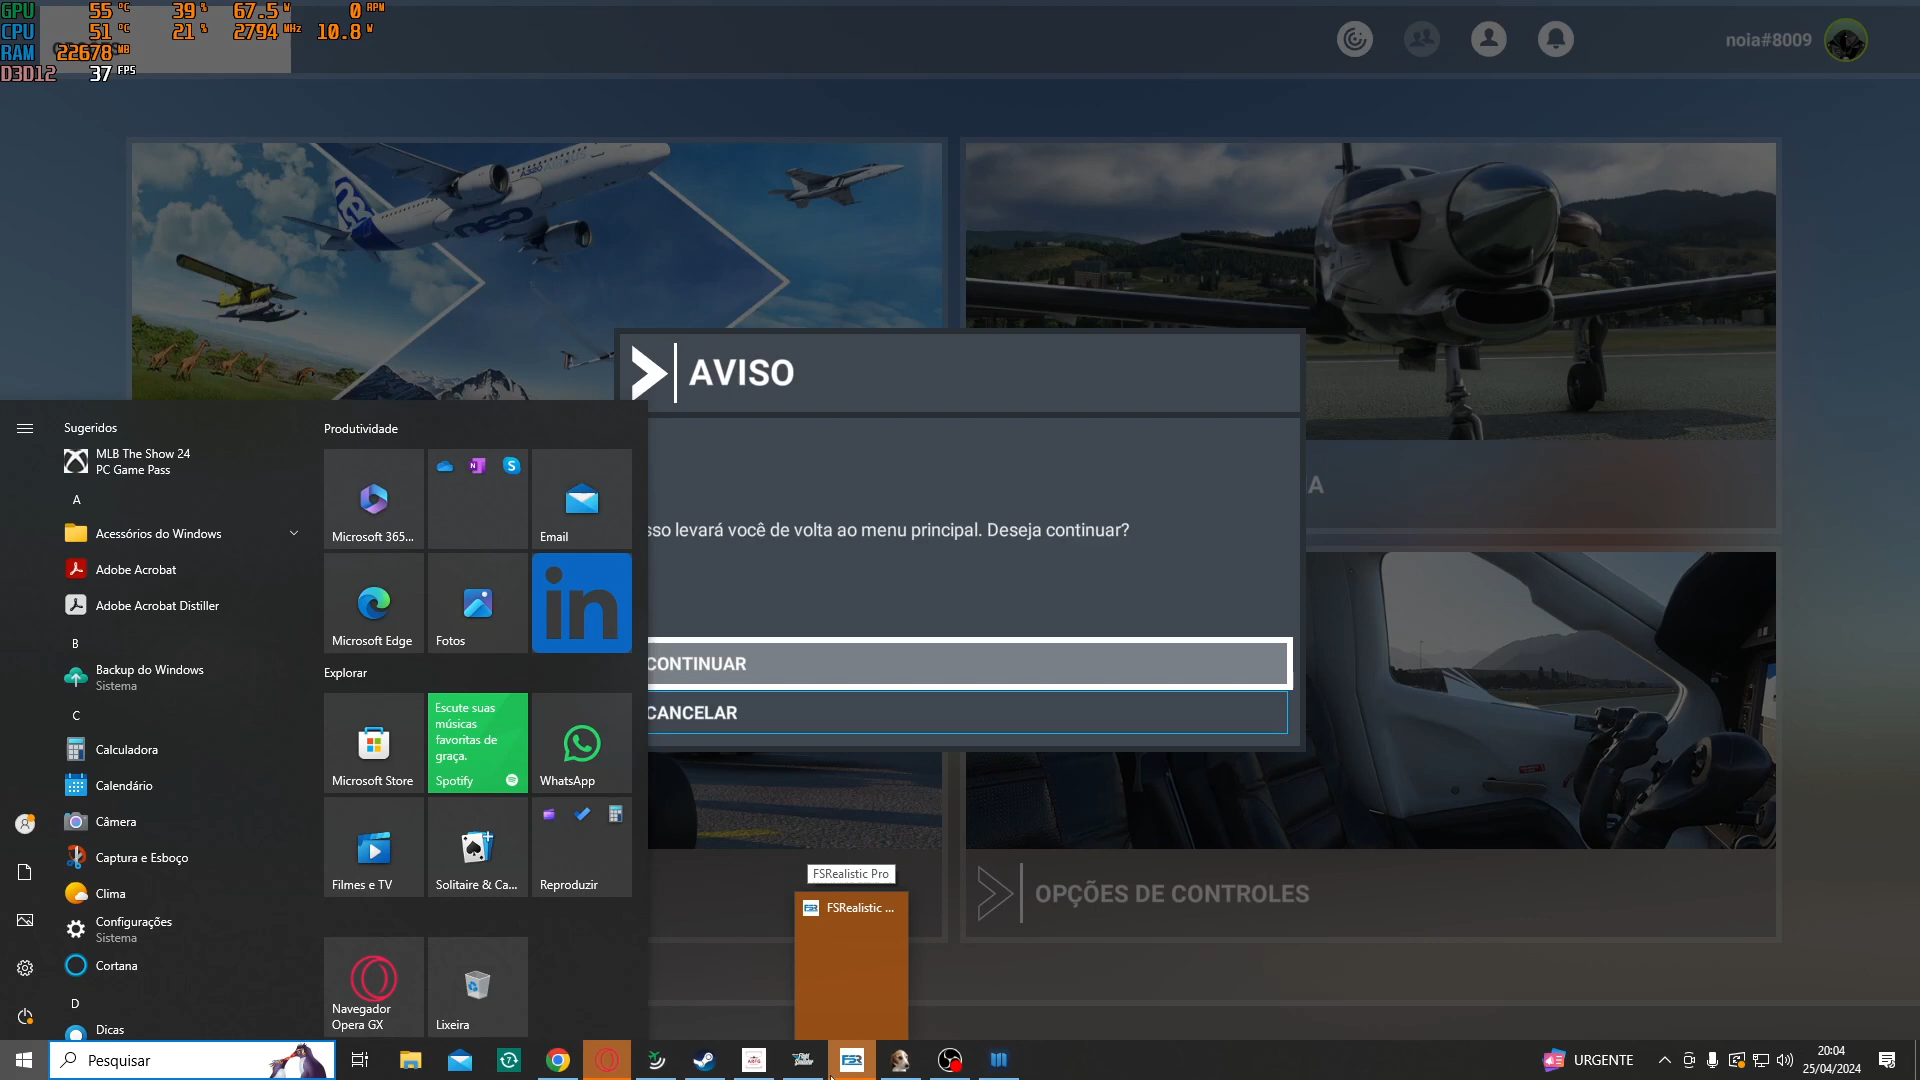 GPU 55 °C 39 % 67.5 W 0 RPM
CPU 51 °C 21 % 2794 MHz 10.8 W
RAM 22678 MB
D3D12 37 FPS
noia#8009
A320
AIRBUS
AVISO
A
sso levará você de volta ao menu principal. Deseja continuar?
CONTINUAR
CANCELAR
OPÇÕES DE CONTROLES
Sugeridos
MLB The Show 24
PC Game Pass
A
Acessórios do Windows
Adobe Acrobat
Adobe Acrobat Distiller
B
Backup do Windows
Sistema
C
Calculadora
Calendário
Câmera
Captura e Esboço
Clima
Configurações
Sistema
Cortana
D
Dicas
Produtividade
Microsoft 365...
Email
Microsoft Edge
Fotos
in
Explorar
Microsoft Store
Escute suas
músicas
favoritas de
graça.
Spotify
WhatsApp
Filmes e TV
Solitaire & Ca...
Reproduzir
Navegador
Opera GX
Lixeira
FSRealistic Pro
FSR FSRealistic ...
Pesquisar
FSR
URGENTE
20:04
25/04/2024